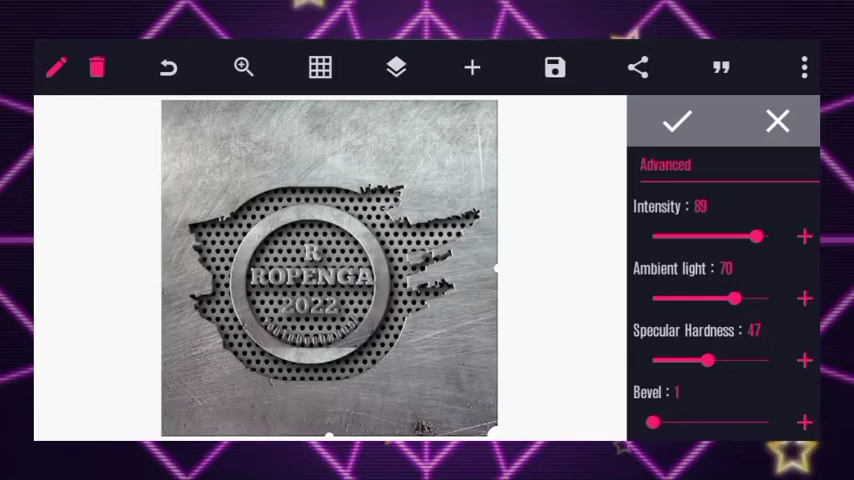 Advanced
Intensity : 89
Ambient light : 70
Specular Hardness : 47
Bevel : 1
R
ROPENGA
2022